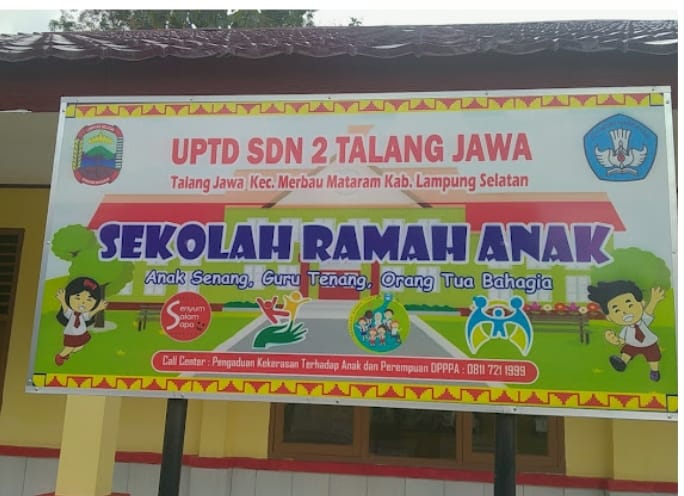 UPTD SDN 2 TALANG JAWA
Talang Jawa Kec. Merbau Mataram Kab. Lampung Selatan
SEKOLAH RAMAH ANAK
Anak Senang, Guru Tenang, Orang Tua Bahagia
Senyum
Salam
Sapa
Call Center : Pengaduan Kekerasan Terhadap Anak dan Perempuan DPPPA : 0811 721 1999